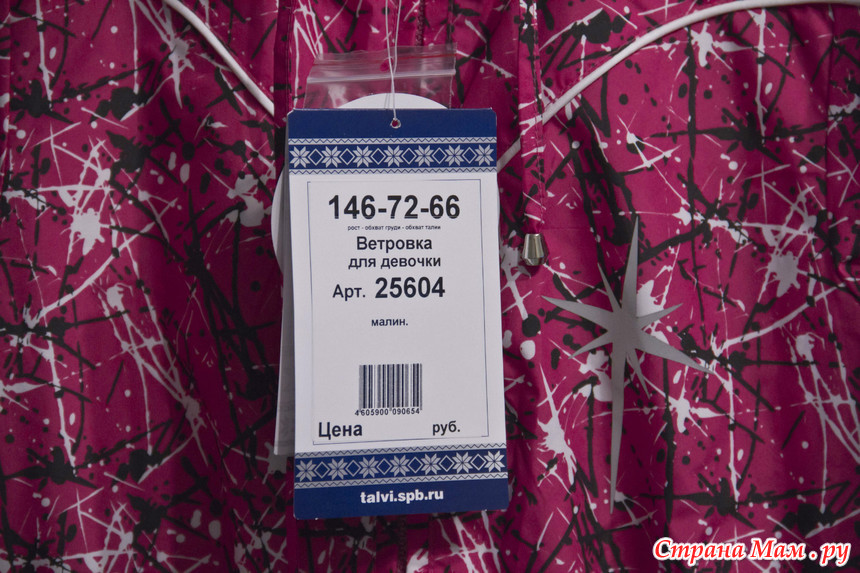 146-72-66
рост - обхват груди - обхват талии
Ветровка
для девочки
Арт. 25604
малин.
4605900090654
Цена руб.
talvi.spb.ru
Страна Мам.ру